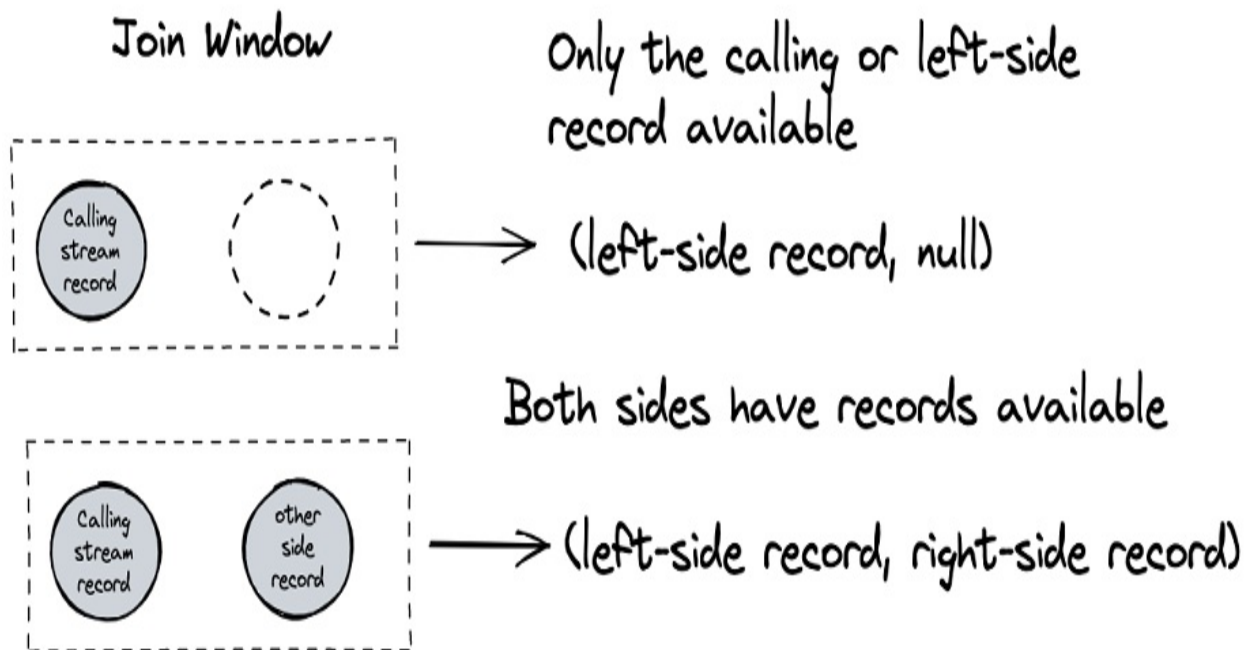 Join Window
Only the calling or left-side
record available
Calling
stream
record
(left-side record, null)
Both sides have records available
Calling
stream
record
other
side
record
(left-side record, right-side record)